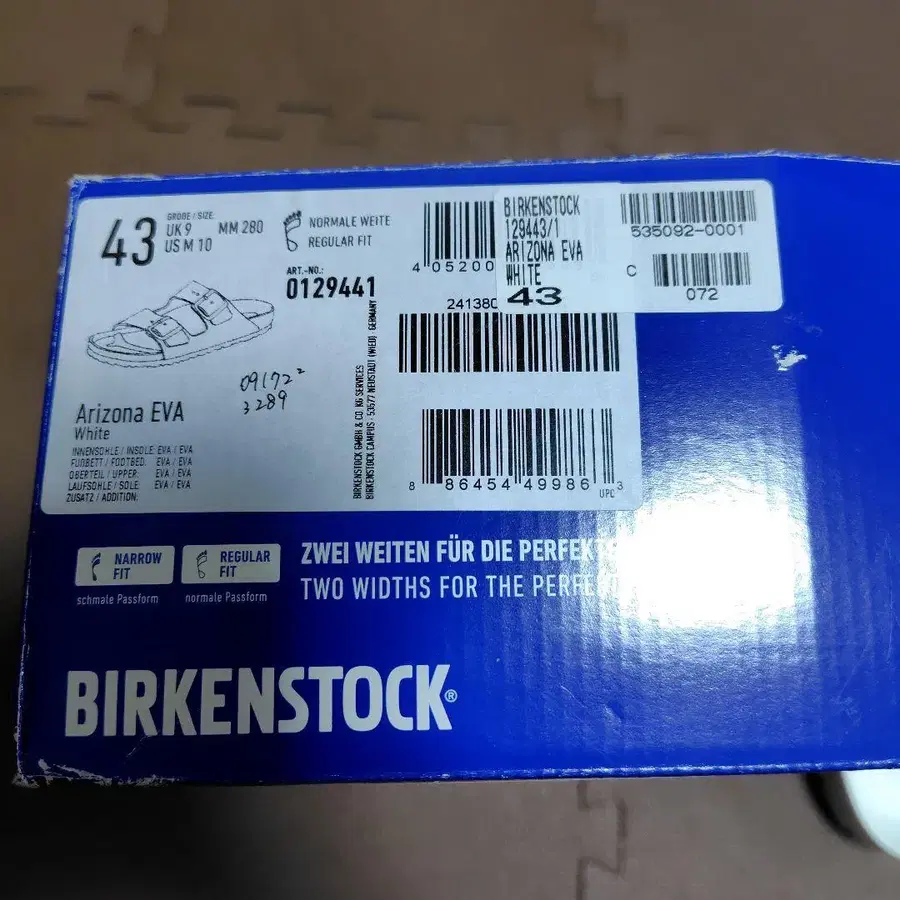 43
GRÖßE / SIZE
UK 9
US M 10
MM 280
NORMALE WEITE
REGULAR FIT
ART.-NO.:
0129441
Arizona EVA
White
INNENSOHLE / INSOLE: EVA / EVA
FUßBETT / FOOTBED: EVA / EVA
OBERTEIL / UPPER: EVA / EVA
LAUFSOHLE / SOLE: EVA / EVA
ZUSATZ / ADDITION:
09172²
3289
BIRKENSTOCK GMBH & CO. KG SERVICES
BIRKENSTOCK CAMPUS · 53577 NEUSTADT (WIED) · GERMANY
4 05200
24138
8 86454 49986 3
UPC
BIRKENSTOCK
129443/1
ARIZONA EVA
WHITE
43
535092-0001
C
072
NARROW
FIT
schmale Passform
REGULAR
FIT
normale Passform
ZWEI WEITEN FÜR DIE PERFEKT
TWO WIDTHS FOR THE PERFE
BIRKENSTOCK®